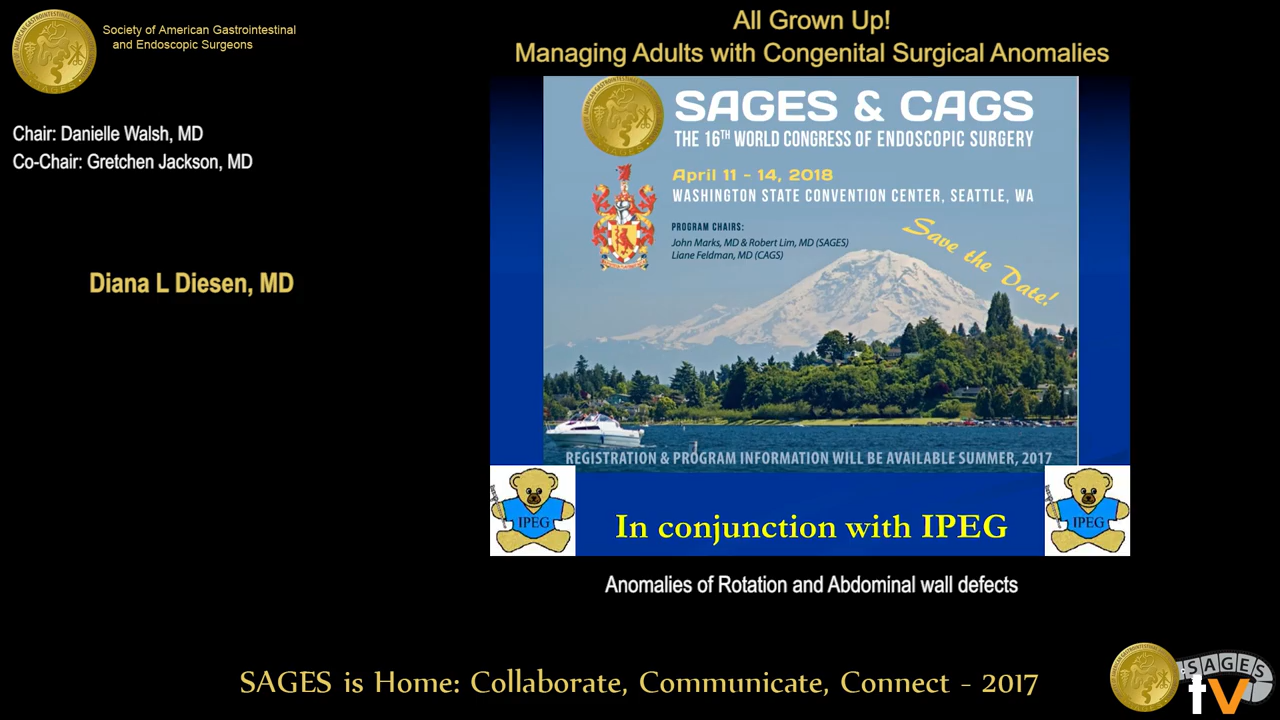 Society of American Gastrointestinal
and Endoscopic Surgeons
All Grown Up!
Managing Adults with Congenital Surgical Anomalies
Chair: Danielle Walsh, MD
Co-Chair: Gretchen Jackson, MD
Diana L Diesen, MD
SAGES & CAGS
THE 16TH WORLD CONGRESS OF ENDOSCOPIC SURGERY
April 11 - 14, 2018
WASHINGTON STATE CONVENTION CENTER, SEATTLE, WA
PROGRAM CHAIRS:
John Marks, MD & Robert Lim, MD (SAGES)
Liane Feldman, MD (CAGS)
Save the Date!
REGISTRATION & PROGRAM INFORMATION WILL BE AVAILABLE SUMMER, 2017
IPEG
In conjunction with IPEG
IPEG
Anomalies of Rotation and Abdominal wall defects
SAGES is Home: Collaborate, Communicate, Connect - 2017
SAGES
tv